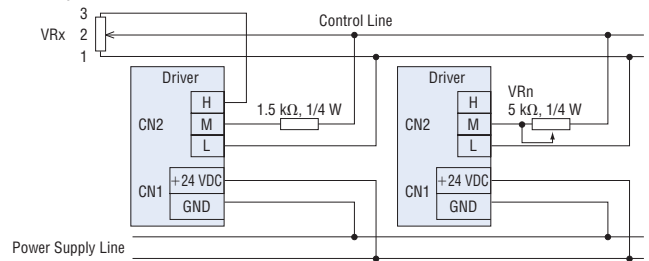 3
Control Line
VRx 2
1
Driver
H
CN2
M
L
1.5 kΩ, 1/4 W
CN1
+24 VDC
GND
Driver
H
CN2
M
L
VRn
5 kΩ, 1/4 W
CN1
+24 VDC
GND
Power Supply Line